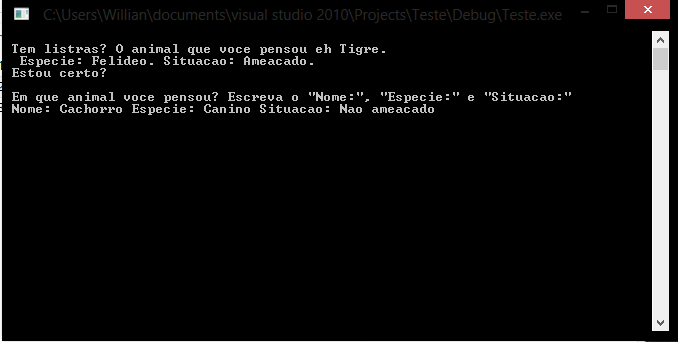 C:\Users\Willian\documents\visual studio 2010\Projects\Teste\Debug\Teste.exe
Tem listras? O animal que voce pensou eh Tigre.
Especie: Felideo. Situacao: Ameacado.
Estou certo?
Em que animal voce pensou? Escreva o "Nome:", "Especie:" e "Situacao:"
Nome: Cachorro Especie: Canino Situacao: Nao ameacado